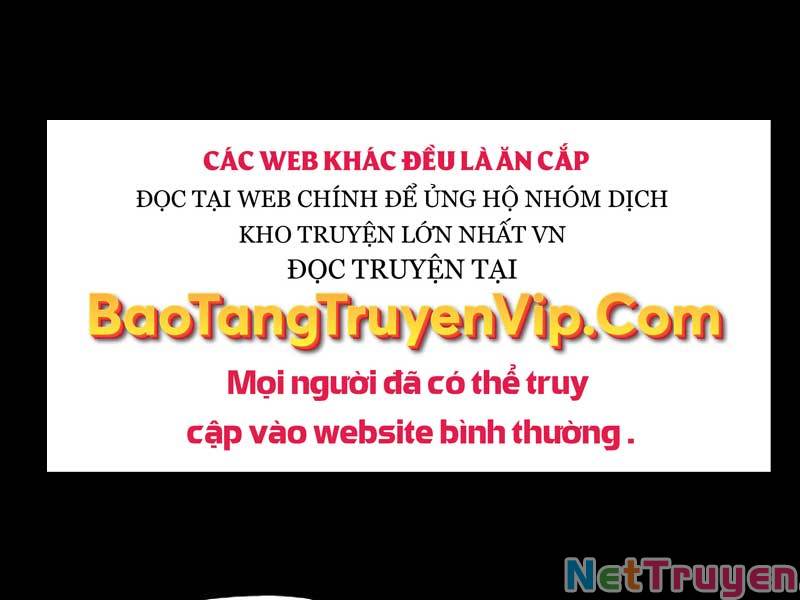 CÁC WEB KHÁC ĐỀU LÀ ĂN CẮP
ĐỌC TẠI WEB CHÍNH ĐỂ ỦNG HỘ NHÓM DỊCH
KHO TRUYỆN LỚN NHẤT VN
ĐỌC TRUYỆN TẠI
BaoTangTruyenVip.Com
Mọi người đã có thể truy
cập vào website bình thường .
NetTruyen